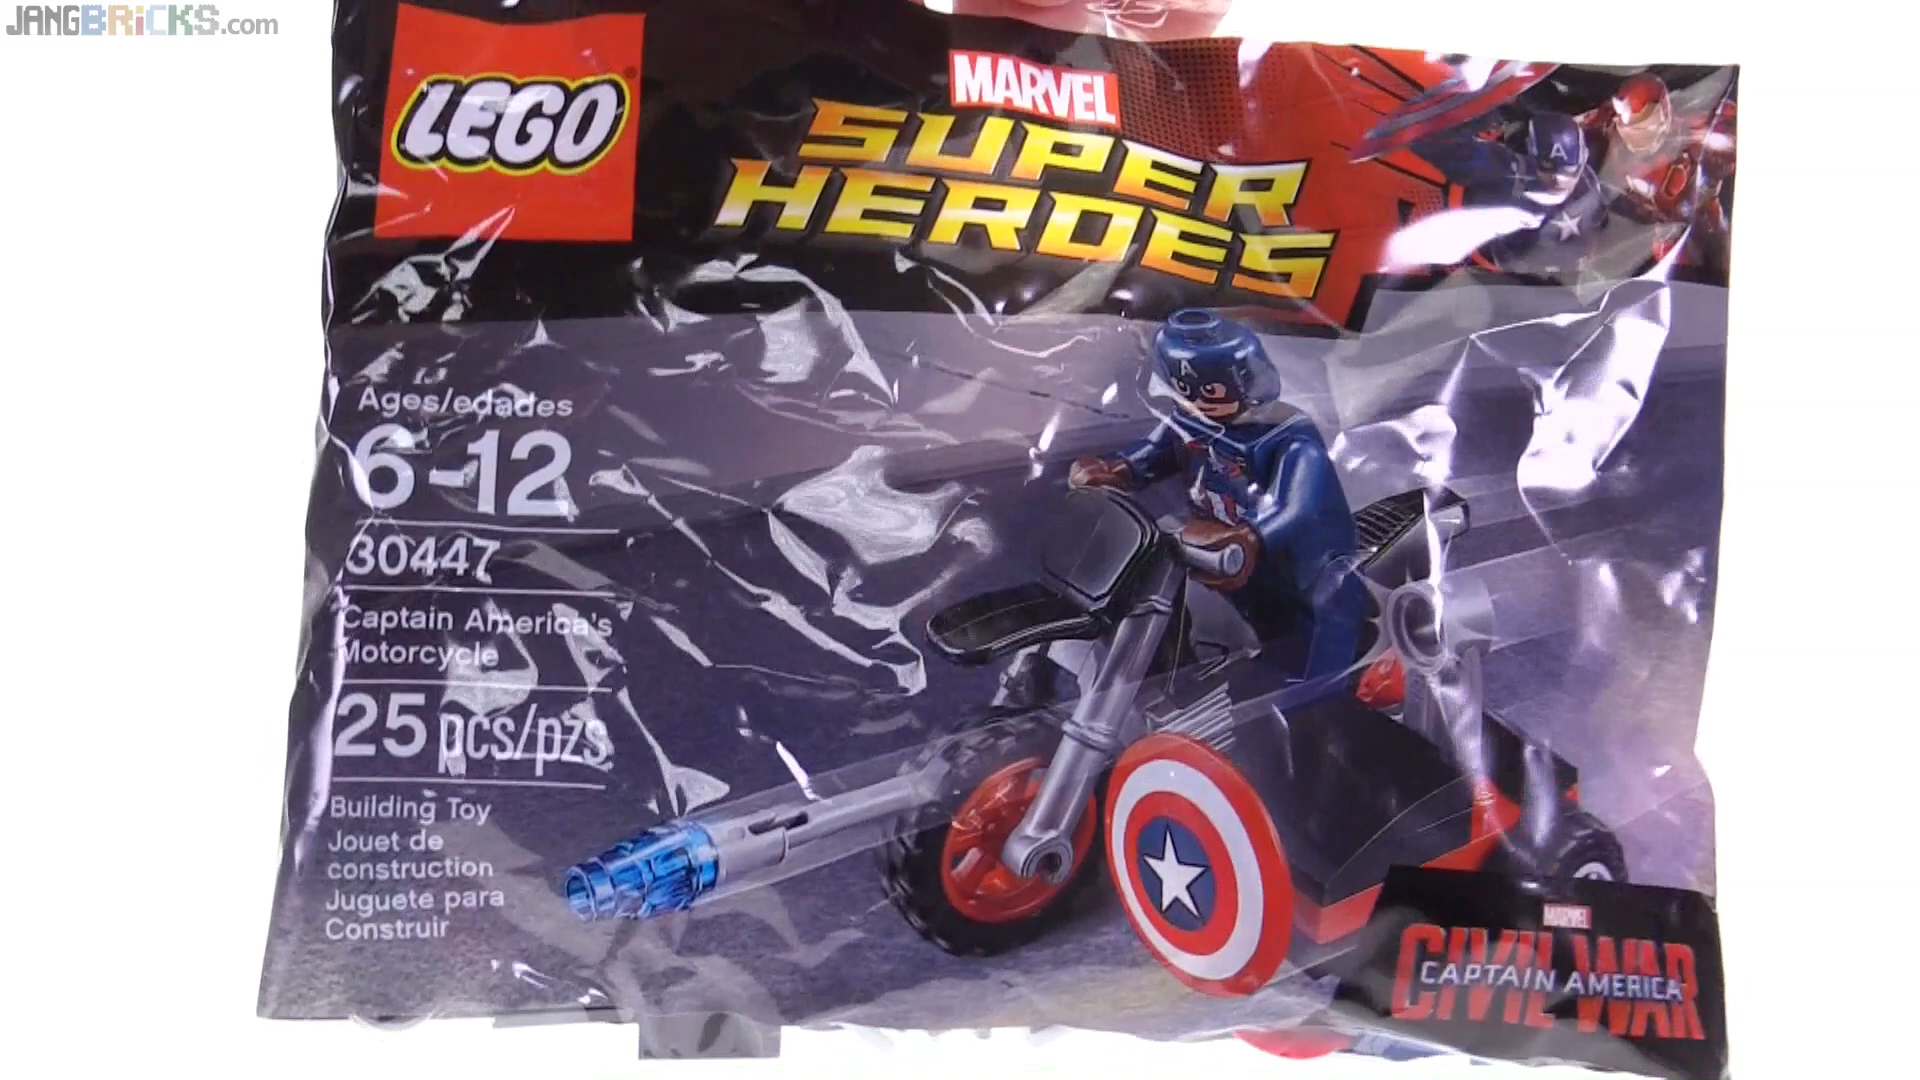 JANGBRiCKS.com
LEGO
MARVEL
SUPER
HEROES
A
Ages/edades
6-12
30447
Captain America's
Motorcycle
25 pcs/pzs
Building Toy
Jouet de
construction
Juguete para
Construir
A
MARVEL
CIVIL WAR
CAPTAIN AMERICA